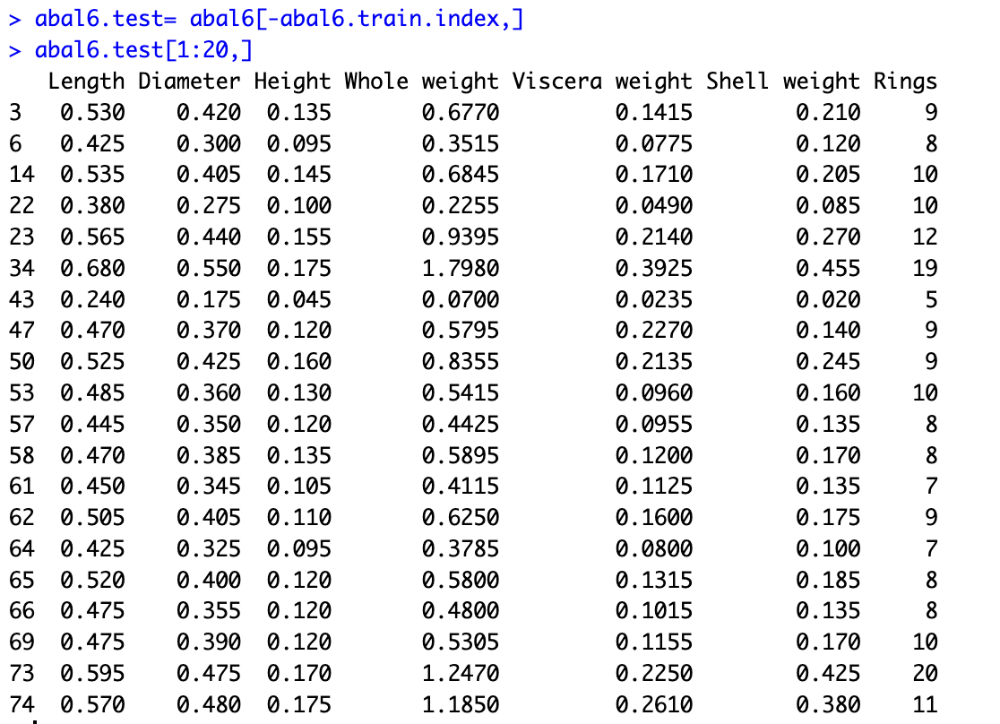 > abal6.test= abal6[-abal6.train.index,]
> abal6.test[1:20,]
   Length Diameter Height Whole weight Viscera weight Shell weight Rings
3   0.530    0.420  0.135       0.6770         0.1415        0.210     9
6   0.425    0.300  0.095       0.3515         0.0775        0.120     8
14  0.535    0.405  0.145       0.6845         0.1710        0.205    10
22  0.380    0.275  0.100       0.2255         0.0490        0.085    10
23  0.565    0.440  0.155       0.9395         0.2140        0.270    12
34  0.680    0.550  0.175       1.7980         0.3925        0.455    19
43  0.240    0.175  0.045       0.0700         0.0235        0.020     5
47  0.470    0.370  0.120       0.5795         0.2270        0.140     9
50  0.525    0.425  0.160       0.8355         0.2135        0.245     9
53  0.485    0.360  0.130       0.5415         0.0960        0.160    10
57  0.445    0.350  0.120       0.4425         0.0955        0.135     8
58  0.470    0.385  0.135       0.5895         0.1200        0.170     8
61  0.450    0.345  0.105       0.4115         0.1125        0.135     7
62  0.505    0.405  0.110       0.6250         0.1600        0.175     9
64  0.425    0.325  0.095       0.3785         0.0800        0.100     7
65  0.520    0.400  0.120       0.5800         0.1315        0.185     8
66  0.475    0.355  0.120       0.4800         0.1015        0.135     8
69  0.475    0.390  0.120       0.5305         0.1155        0.170    10
73  0.595    0.475  0.170       1.2470         0.2250        0.425    20
74  0.570    0.480  0.175       1.1850         0.2610        0.380    11